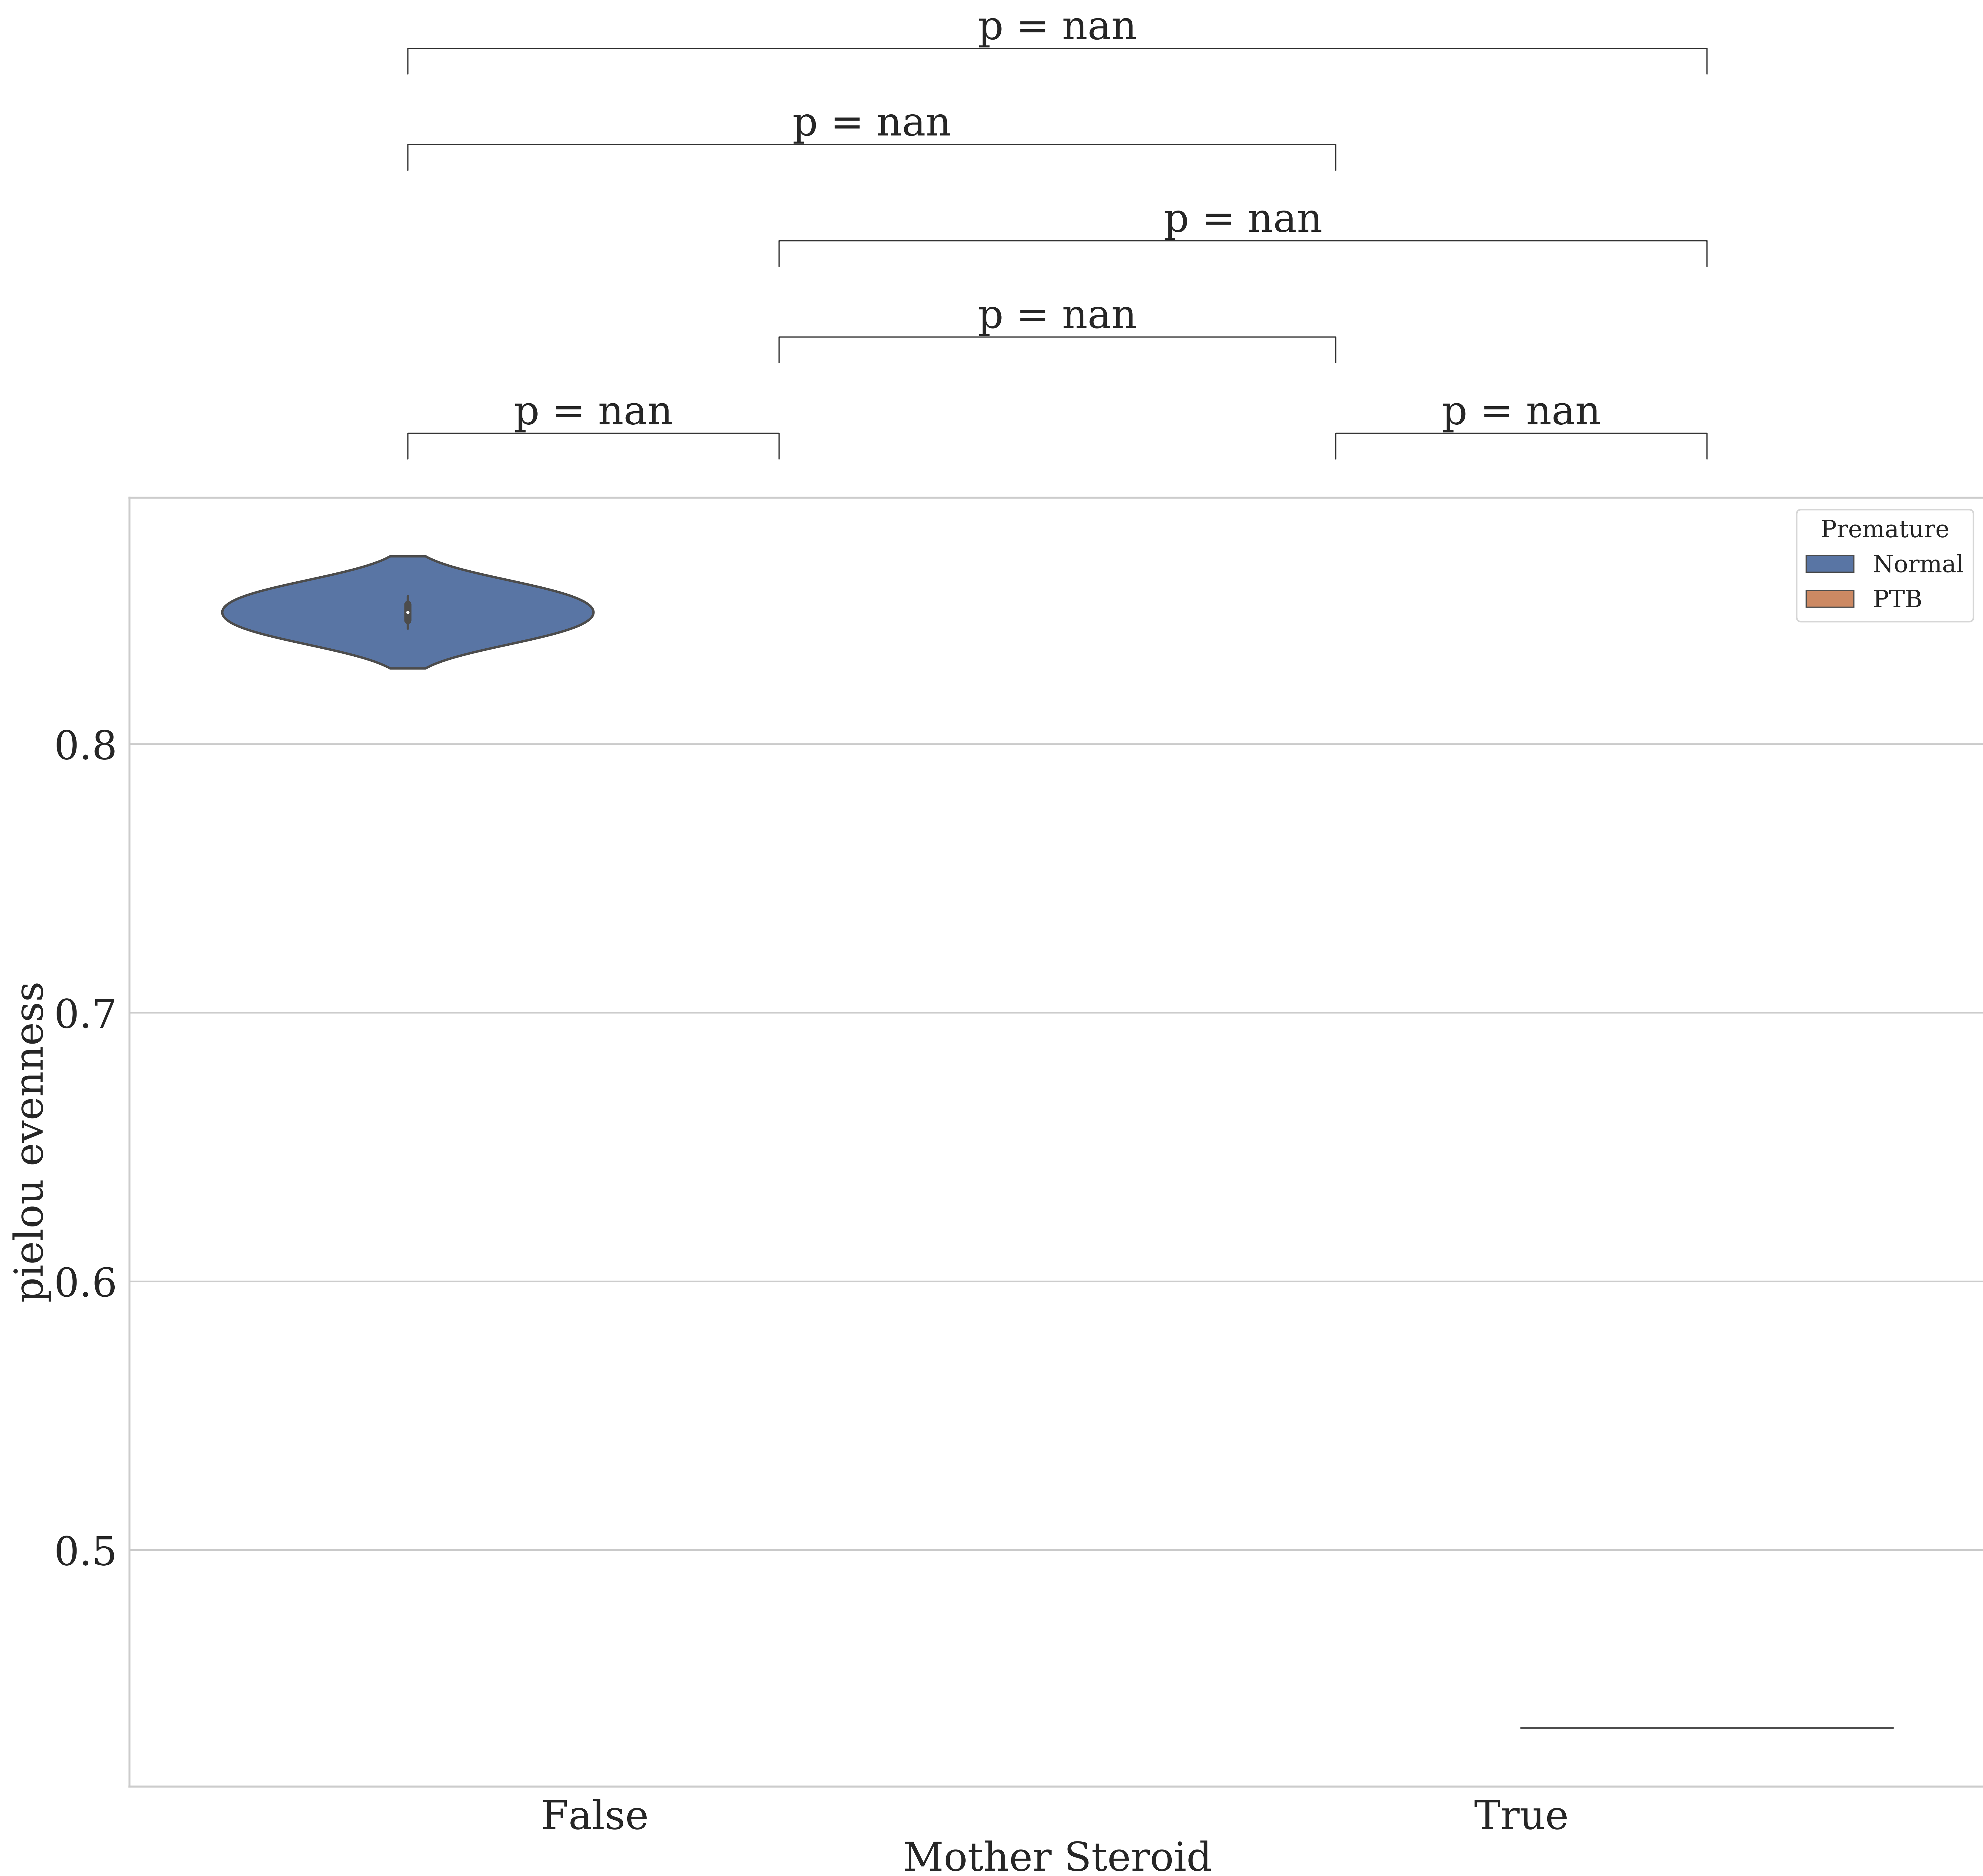 p = nan
p = nan
p = nan
p = nan
p = nan p = nan
Premature
Normal
PTB
0.8
0.7
0.6
0.5
pielou evenness
False True
Mother Steroid